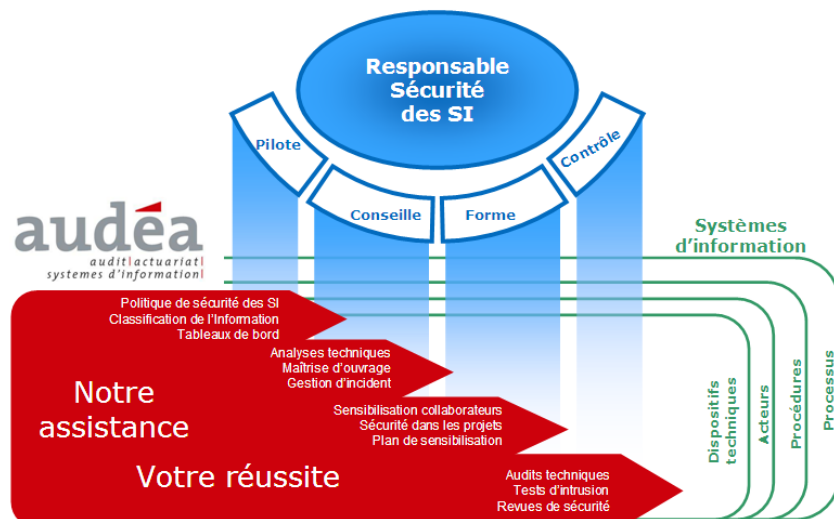 Responsable
Sécurité
des SI
Pilote
Conseille
Forme
Contrôle
audéa
audit|actuariat|
systemes d'information|
Systèmes
d'information
Politique de sécurité des SI
Classification de l'Information
Tableaux de bord
Analyses techniques
Maîtrise d'ouvrage
Gestion d'incident
Sensibilisation collaborateurs
Sécurité dans les projets
Plan de sensibilisation
Audits techniques
Tests d'intrusion
Revues de sécurité
Notre
assistance
Votre réussite
Dispositifs
techniques
Acteurs
Procédures
Processus